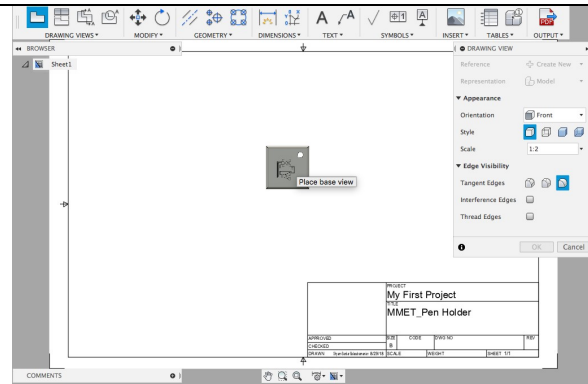 DRAWING VIEWS ▾ MODIFY ▾ GEOMETRY ▾ DIMENSIONS ▾ TEXT ▾ SYMBOLS ▾ INSERT ▾ TABLES ▾ OUTPUT ▾
BROWSER
Sheet1
DRAWING VIEW
Reference Create New
Representation Model
Appearance
Orientation Front
Style
Scale 1:2
Edge Visibility
Tangent Edges
Interference Edges
Thread Edges
OK Cancel
Place base view
PROJECT
My First Project
TITLE
MMET_Pen Holder
APPROVED SIZE CODE DWG NO REV
CHECKED B
DRAWN SCALE WEIGHT SHEET 1/1
COMMENTS